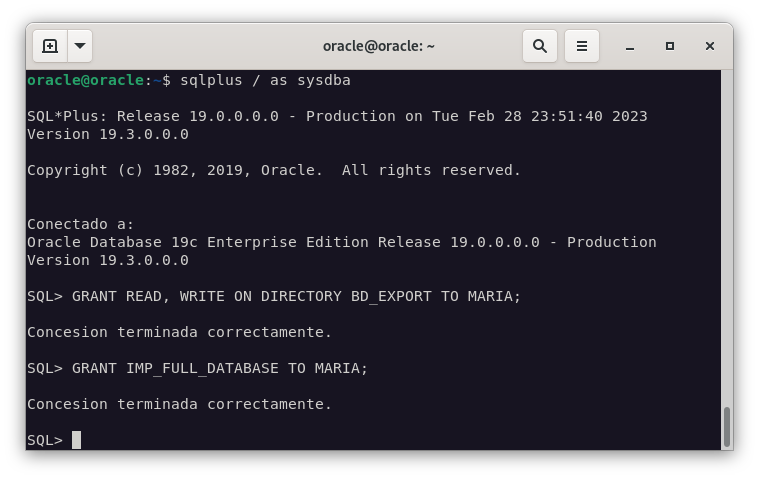 oracle@oracle: ~
oracle@oracle:~$ sqlplus / as sysdba
SQL*Plus: Release 19.0.0.0.0 - Production on Tue Feb 28 23:51:40 2023
Version 19.3.0.0.0
Copyright (c) 1982, 2019, Oracle.  All rights reserved.
Conectado a:
Oracle Database 19c Enterprise Edition Release 19.0.0.0.0 - Production
Version 19.3.0.0.0
SQL> GRANT READ, WRITE ON DIRECTORY BD_EXPORT TO MARIA;
Concesion terminada correctamente.
SQL> GRANT IMP_FULL_DATABASE TO MARIA;
Concesion terminada correctamente.
SQL>